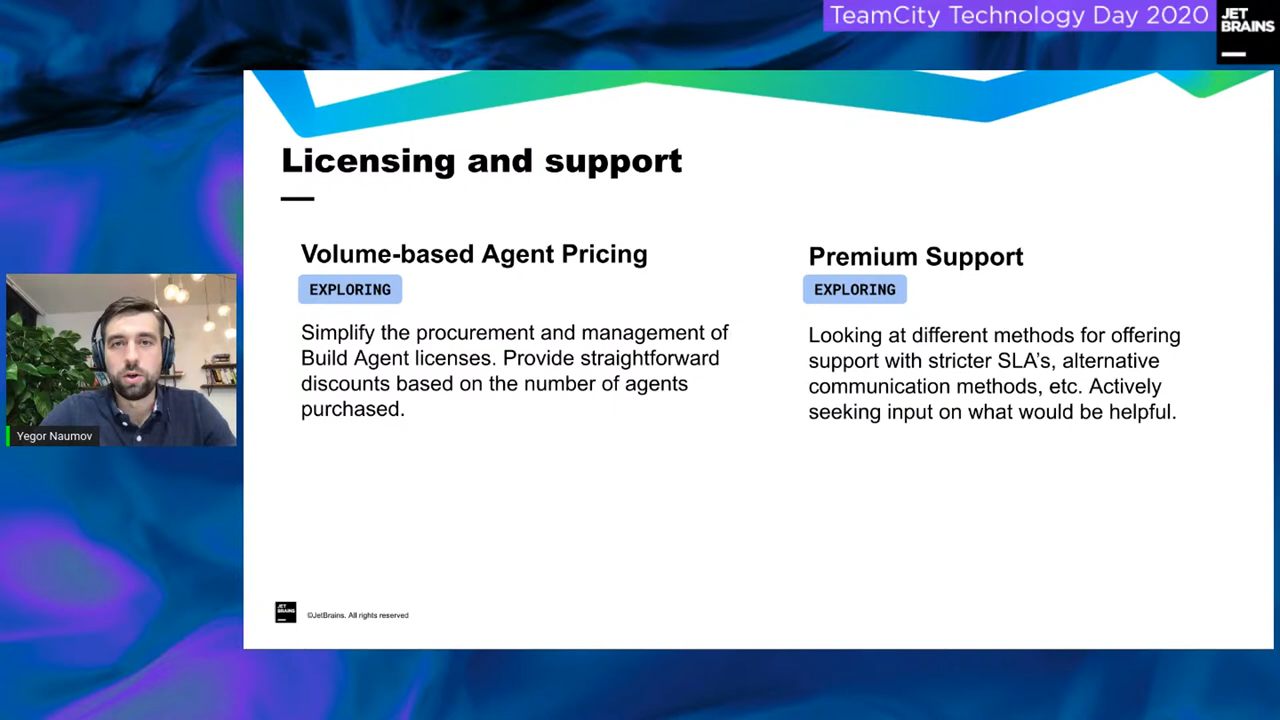 TeamCity Technology Day 2020
JET
BRAINS
Licensing and support
Volume-based Agent Pricing
EXPLORING
Simplify the procurement and management of
Build Agent licenses. Provide straightforward
discounts based on the number of agents
purchased.
Premium Support
EXPLORING
Looking at different methods for offering
support with stricter SLA’s, alternative
communication methods, etc. Actively
seeking input on what would be helpful.
Yegor Naumov
JET
BRAINS
©JetBrains. All rights reserved